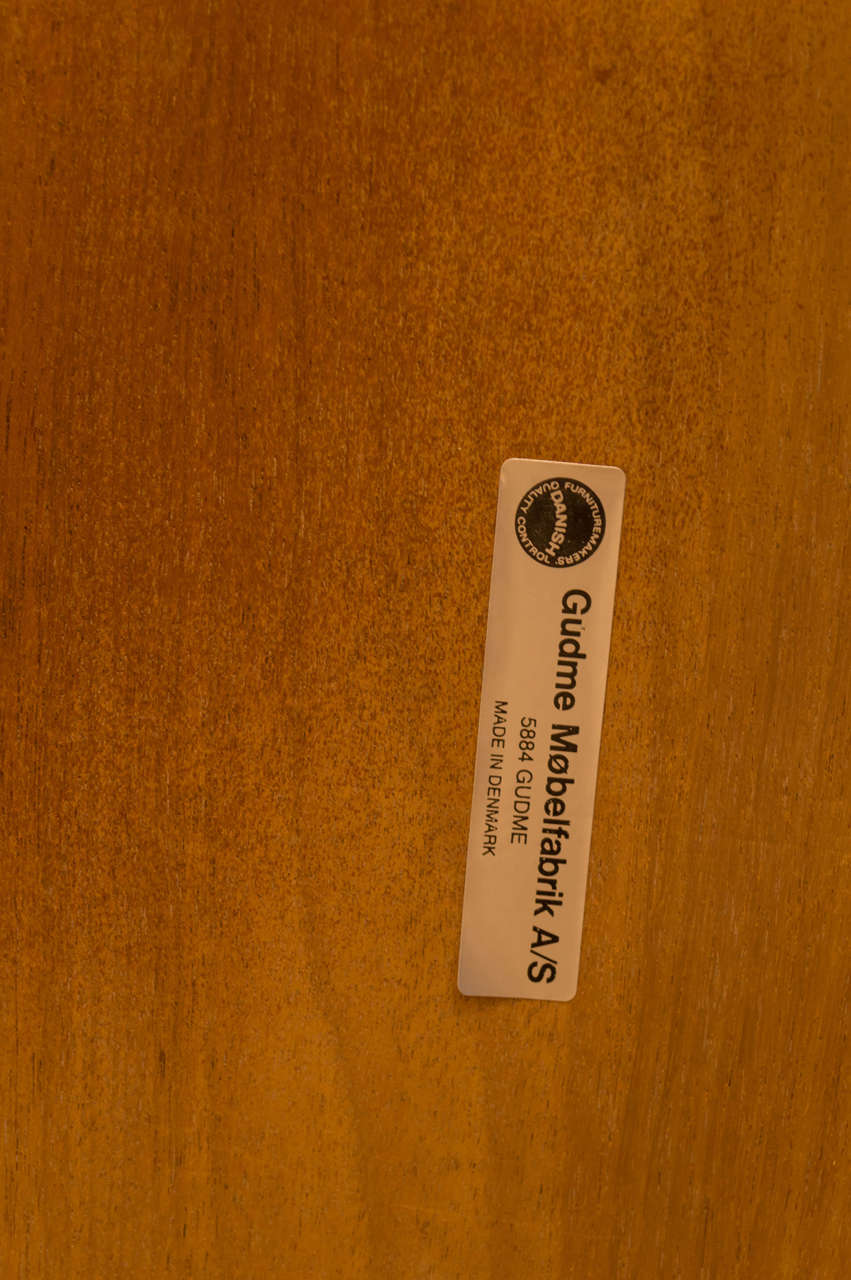 FURNITUREMAKERS'
DANISH
QUALITY CONTROL
Gudme Møbelfabrik A/S
5884 GUDME
MADE IN DENMARK